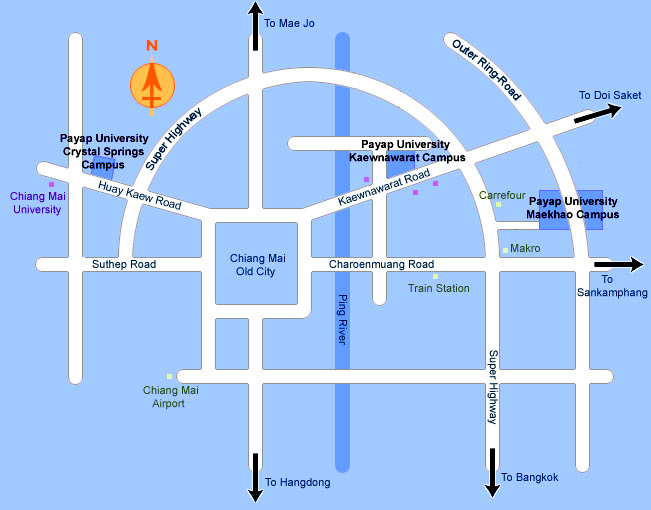 To Mae Jo
N
Outer Ring-Road
To Doi Saket
Super Highway
Payap University
Crystal Springs
Campus
Payap University
Kaewnawarat Campus
Chiang Mai
University
Huay Kaew Road
Kaewnawarat Road
Carrefour
Payap University
Maekhao Campus
Makro
Suthep Road
Chiang Mai
Old City
Charoenmuang Road
To
Sankamphang
Train Station
Ping River
Chiang Mai
Airport
Super Highway
To Hangdong
To Bangkok